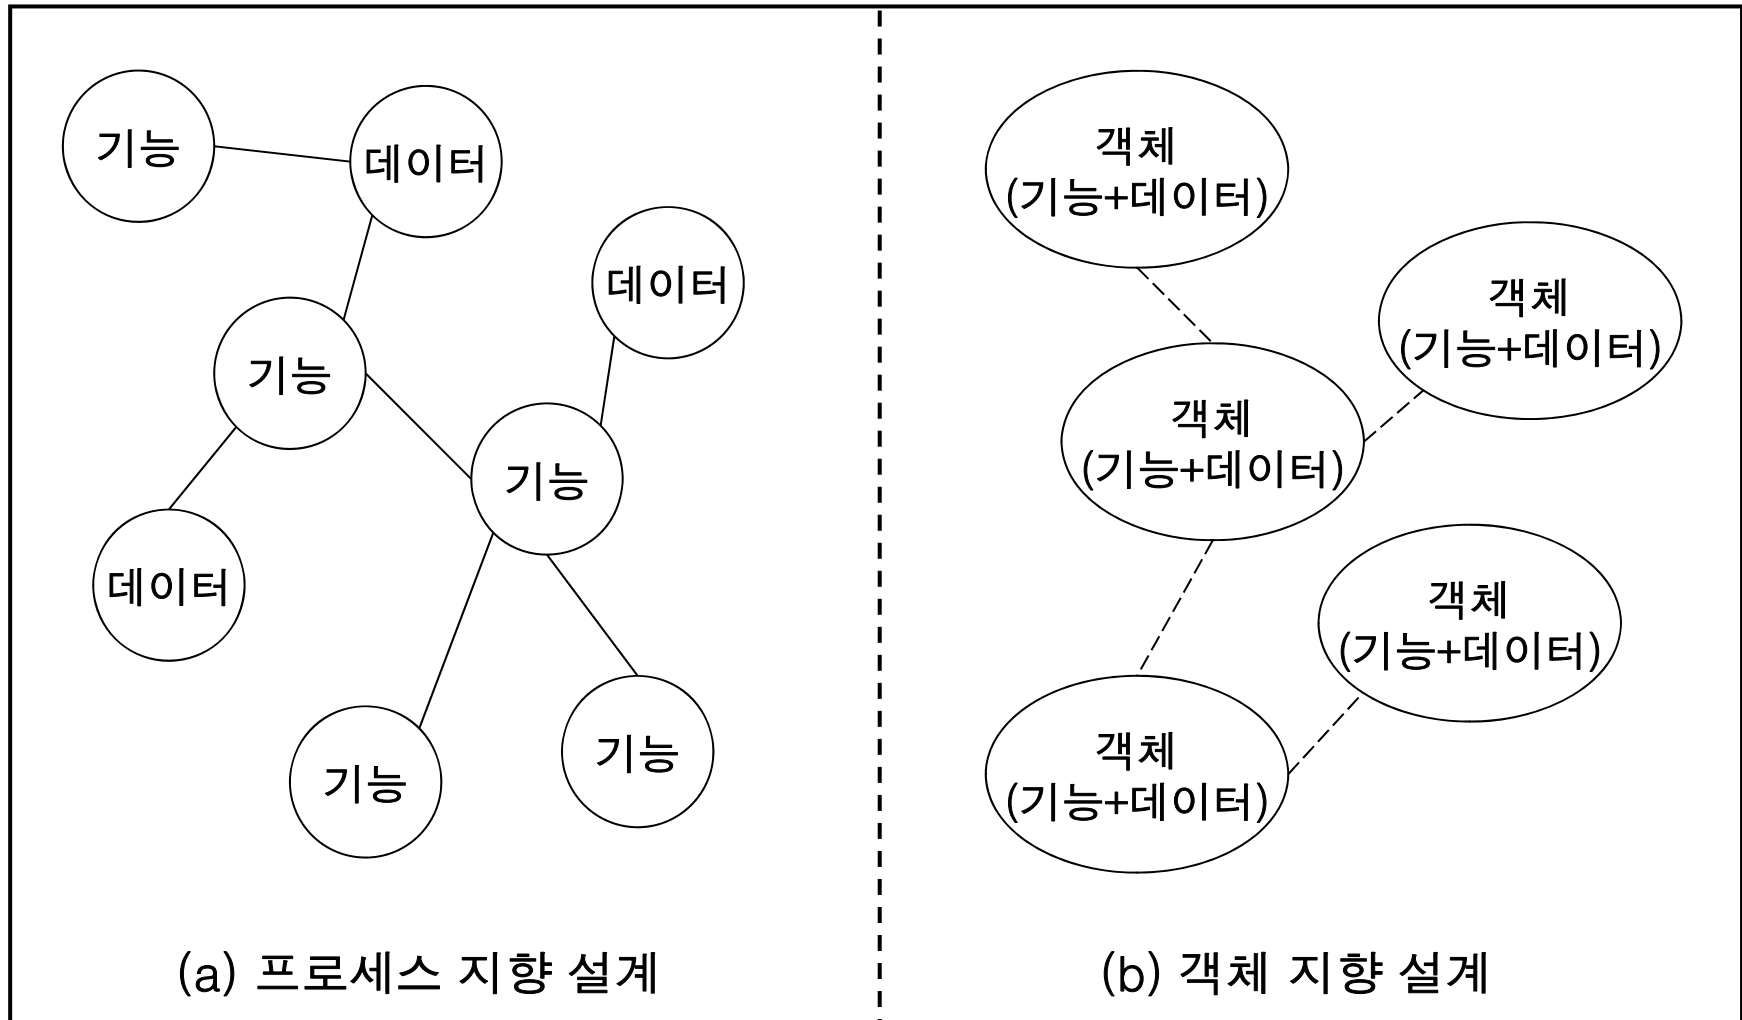 기능
데이터
데이터
기능
기능
데이터
기능
기능
(a) 프로세스 지향 설계
객체
(기능+데이터)
객체
(기능+데이터)
객체
(기능+데이터)
객체
(기능+데이터)
객체
(기능+데이터)
(b) 객체 지향 설계